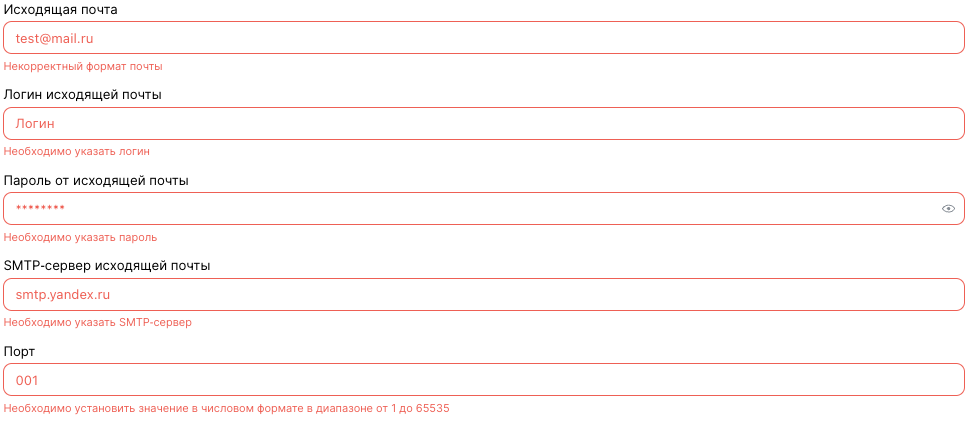 Исходящая почта
test@mail.ru
Некорректный формат почты
Логин исходящей почты
Логин
Необходимо указать логин
Пароль от исходящей почты
********
Необходимо указать пароль
SMTP-сервер исходящей почты
smtp.yandex.ru
Необходимо указать SMTP-сервер
Порт
001
Необходимо установить значение в числовом формате в диапазоне от 1 до 65535